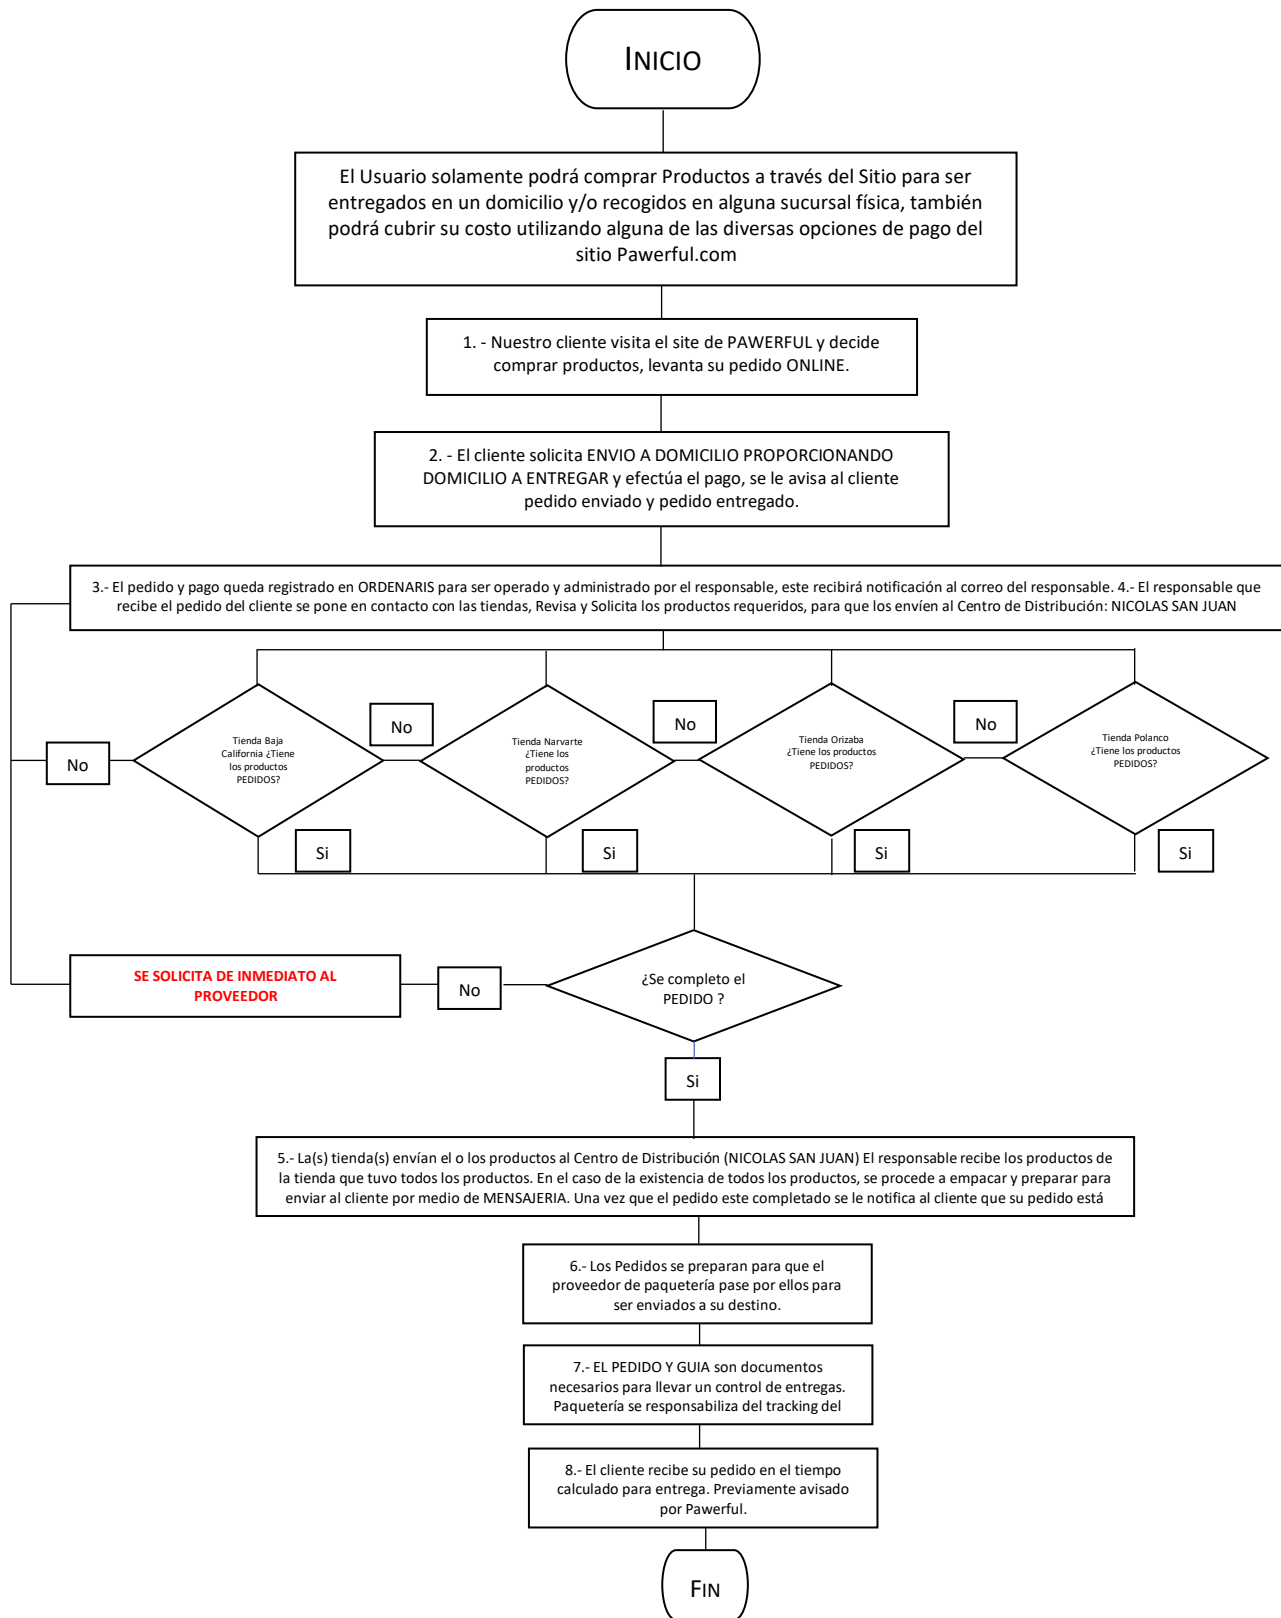 INICIO
El Usuario solamente podrá comprar Productos a través del Sitio para ser
entregados en un domicilio y/o recogidos en alguna sucursal física, también
podrá cubrir su costo utilizando alguna de las diversas opciones de pago del
sitio Pawerful.com
1. - Nuestro cliente visita el site de PAWERFUL y decide
comprar productos, levanta su pedido ONLINE.
2. - El cliente solicita ENVIO A DOMICILIO PROPORCIONANDO
DOMICILIO A ENTREGAR y efectúa el pago, se le avisa al cliente
pedido enviado y pedido entregado.
3.- El pedido y pago queda registrado en ORDENARIS para ser operado y administrado por el responsable, este recibirá notificación al correo del responsable. 4.- El responsable que
recibe el pedido del cliente se pone en contacto con las tiendas, Revisa y Solicita los productos requeridos, para que los envíen al Centro de Distribución: NICOLAS SAN JUAN
No
Tienda Baja
California ¿Tiene
los productos
PEDIDOS?
No
Tienda Narvarte
¿Tiene los
productos
PEDIDOS?
No
Tienda Orizaba
¿Tiene los productos
PEDIDOS?
No
Tienda Polanco
¿Tiene los productos
PEDIDOS?
Si
Si
Si
Si
SE SOLICITA DE INMEDIATO AL
PROVEEDOR
No
¿Se completo el
PEDIDO ?
Si
5.- La(s) tienda(s) envían el o los productos al Centro de Distribución (NICOLAS SAN JUAN) El responsable recibe los productos de
la tienda que tuvo todos los productos. En el caso de la existencia de todos los productos, se procede a empacar y preparar para
enviar al cliente por medio de MENSAJERIA. Una vez que el pedido este completado se le notifica al cliente que su pedido está
6.- Los Pedidos se preparan para que el
proveedor de paquetería pase por ellos para
ser enviados a su destino.
7.- EL PEDIDO Y GUIA son documentos
necesarios para llevar un control de entregas.
Paquetería se responsabiliza del tracking del
8.- El cliente recibe su pedido en el tiempo
calculado para entrega. Previamente avisado
por Pawerful.
FIN